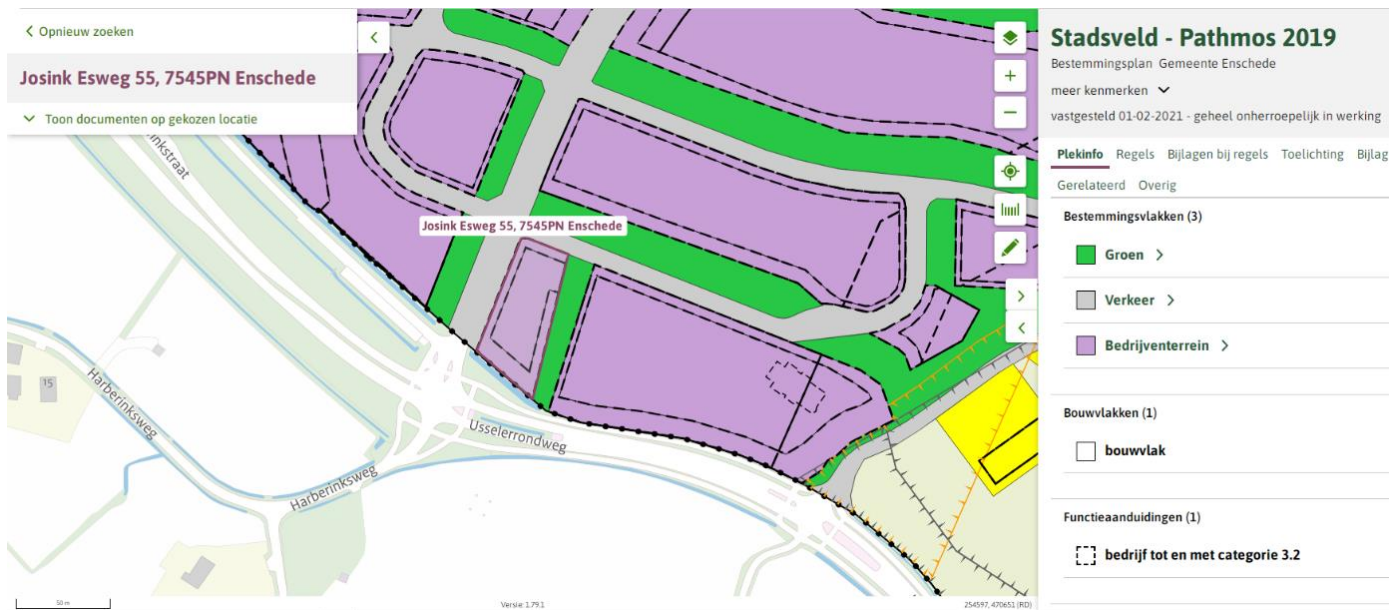 Opnieuw zoeken
Josink Esweg 55, 7545PN Enschede
Toon documenten op gekozen locatie
Josink Esweg 55, 7545PN Enschede
15
Harberinksweg
Harberinksweg
Usselerrondweg
50 m
Versie 1.79.1
254597, 470651 (RD)
Stadsveld - Pathmos 2019
Bestemmingsplan Gemeente Enschede
meer kenmerken
vastgesteld 01-02-2021 - geheel onherroepelijk in werking
Plekinfo Regels Bijlagen bij regels Toelichting Bijlag
Gerelateerd Overig
Bestemmingsvlakken (3)
Groen
Verkeer
Bedrijventerrein
Bouwvlakken (1)
bouwvlak
Functieaanduidingen (1)
bedrijf tot en met categorie 3.2